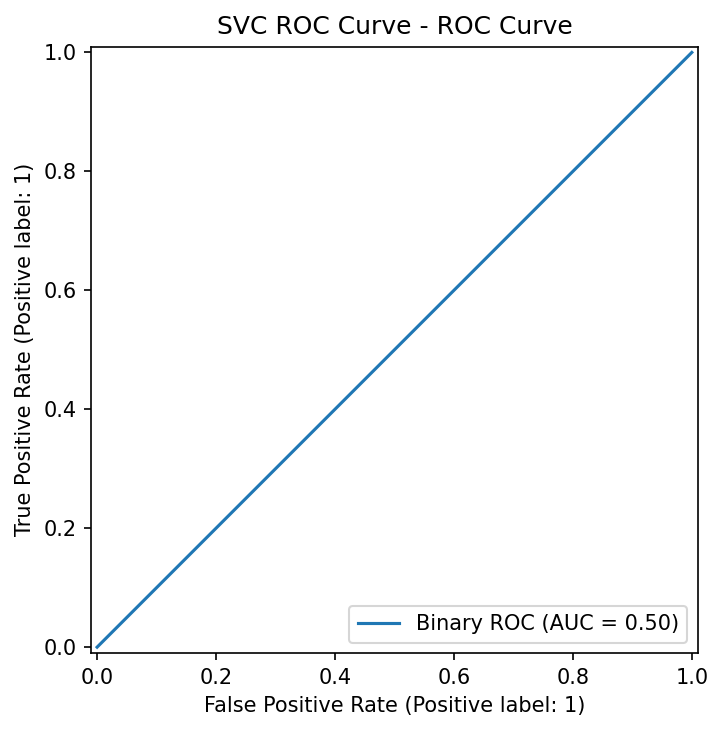 SVC ROC Curve - ROC Curve
True Positive Rate (Positive label: 1)
1.0
0.8
0.6
0.4
0.2
0.0
Binary ROC (AUC = 0.50)
0.0 0.2 0.4 0.6 0.8 1.0
False Positive Rate (Positive label: 1)